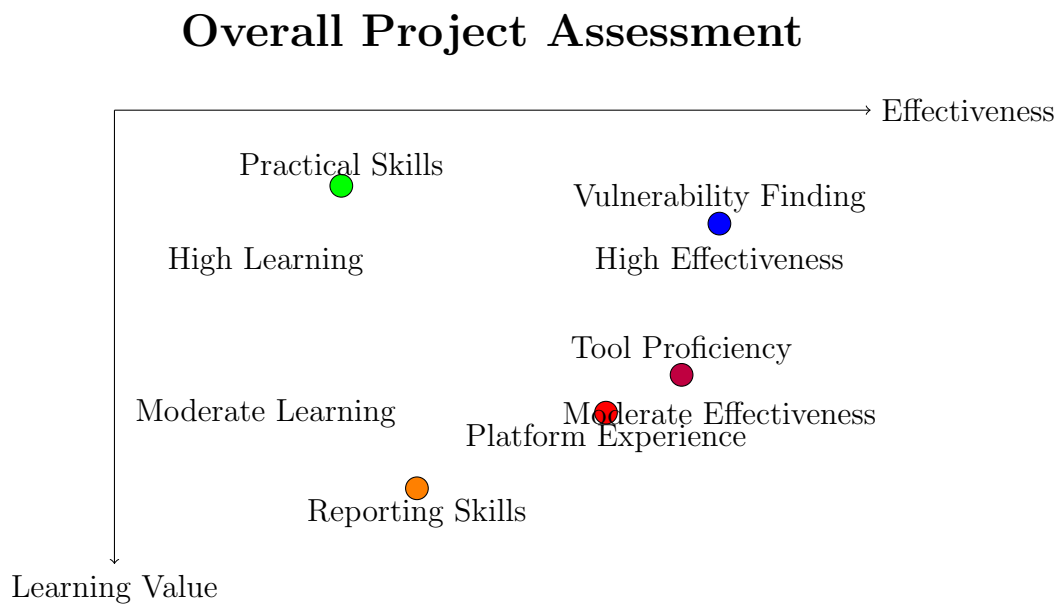 Overall Project Assessment
Effectiveness
Practical Skills
Vulnerability Finding
High Learning
High Effectiveness
Tool Proficiency
Moderate Learning
Moderate Effectiveness
Platform Experience
Reporting Skills
Learning Value